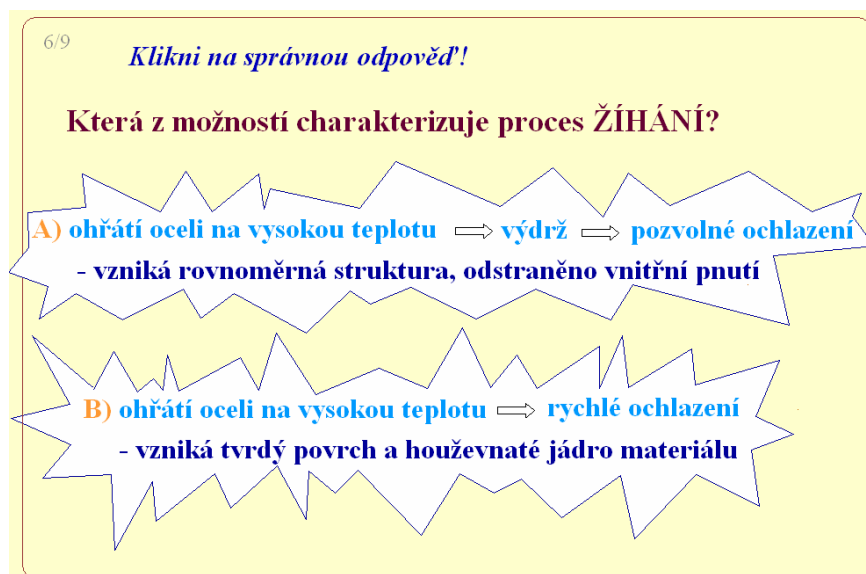 6/9
Klikni na správnou odpověď!
Která z možností charakterizuje proces ŽÍHÁNÍ?
A) ohřátí oceli na vysokou teplotu ⇨ výdrž ⇨ pozvolné ochlazení
- vzniká rovnoměrná struktura, odstraněno vnitřní pnutí
B) ohřátí oceli na vysokou teplotu ⇨ rychlé ochlazení
- vzniká tvrdý povrch a houževnaté jádro materiálu